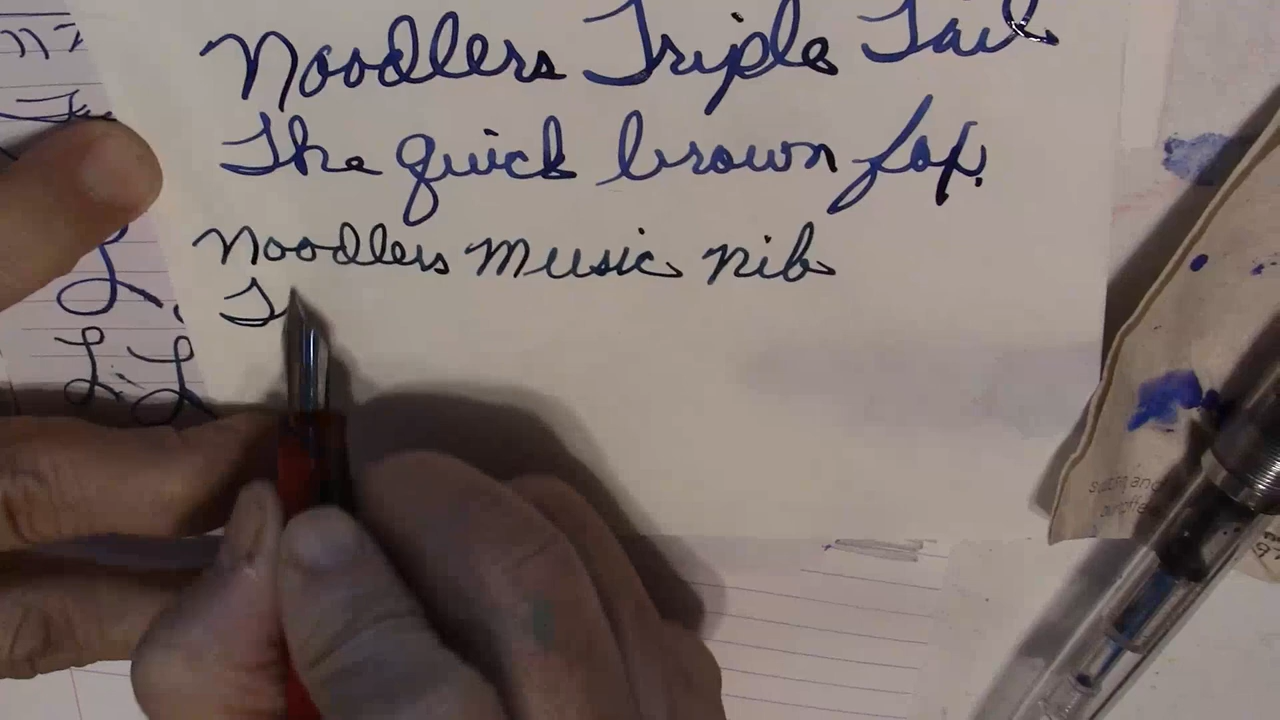 Noodlers Triple Tail
The quick brown fox.
Noodlers Music nib
T
L.
L. L